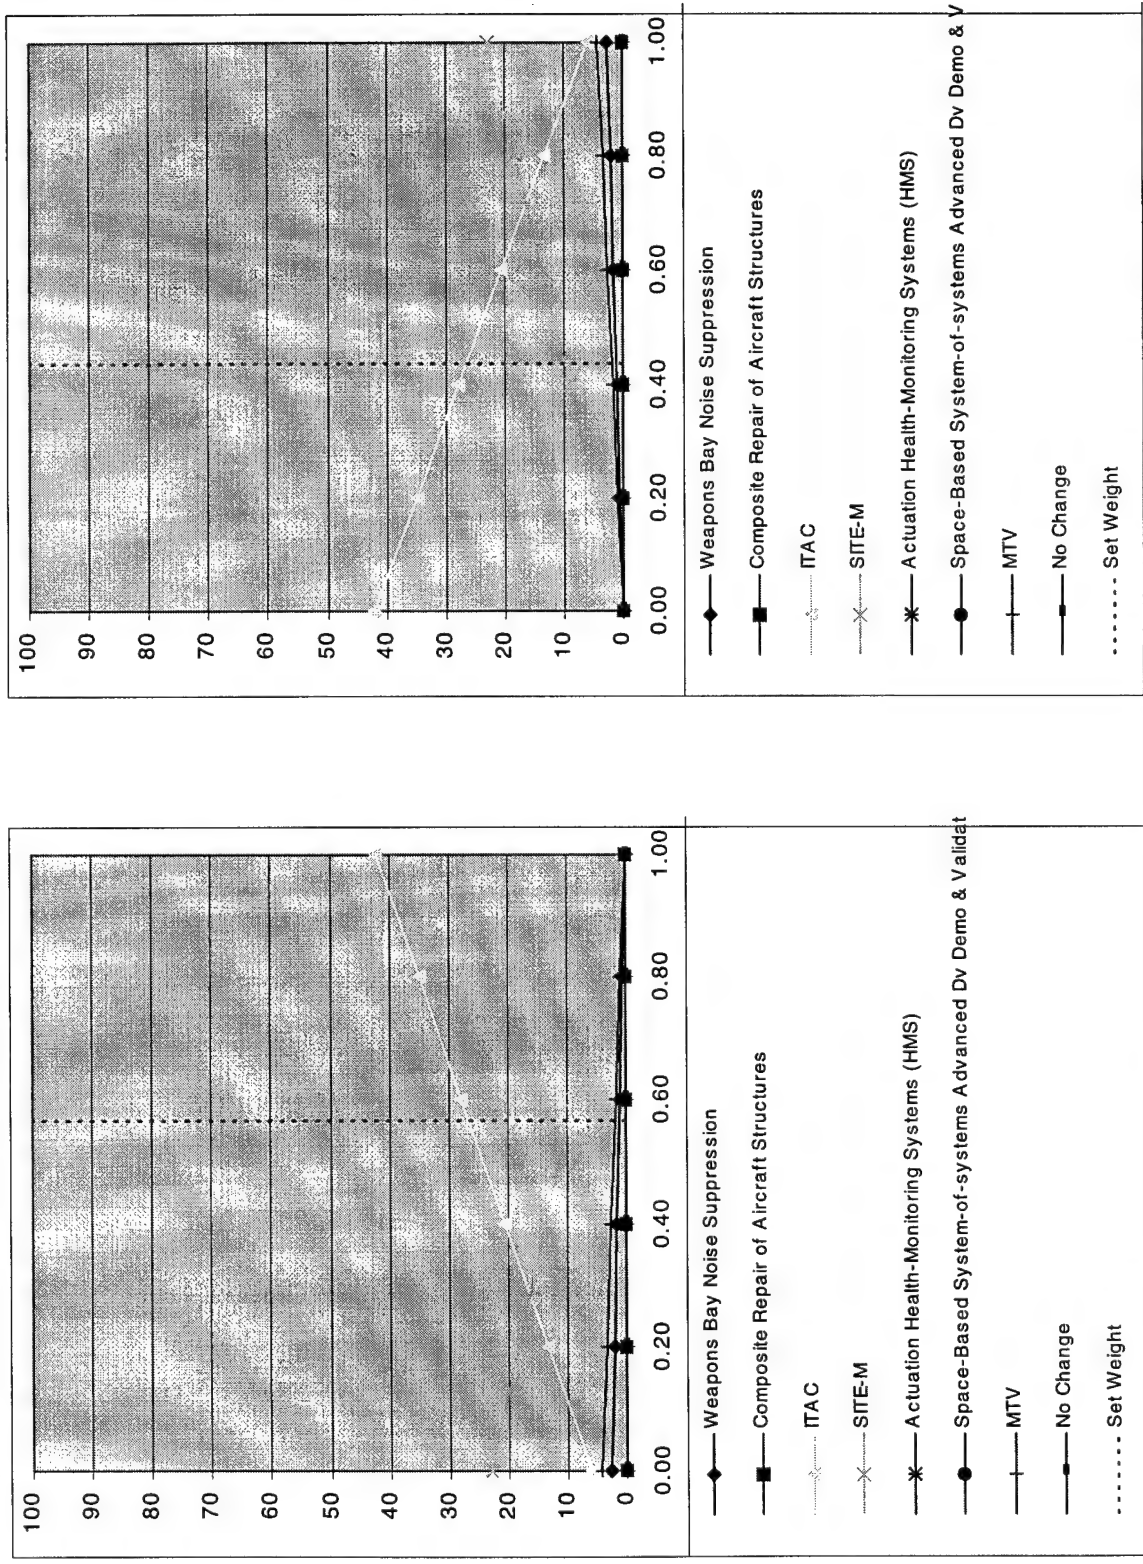 100
90
80
70
60
50
40
30
20
10
0
0.00
0.20
0.40
0.60
0.80
1.00
Weapons Bay Noise Suppression
Composite Repair of Aircraft Structures
ITAC
SITE-M
Actuation Health-Monitoring Systems (HMS)
Space-Based System-of-systems Advanced Dv Demo & Validat
MTV
No Change
Set Weight
100
90
80
70
60
50
40
30
20
10
0
0.00
0.20
0.40
0.60
0.80
1.00
Weapons Bay Noise Suppression
Composite Repair of Aircraft Structures
ITAC
SITE-M
Actuation Health-Monitoring Systems (HMS)
Space-Based System-of-systems Advanced Dv Demo & V
MTV
No Change
Set Weight